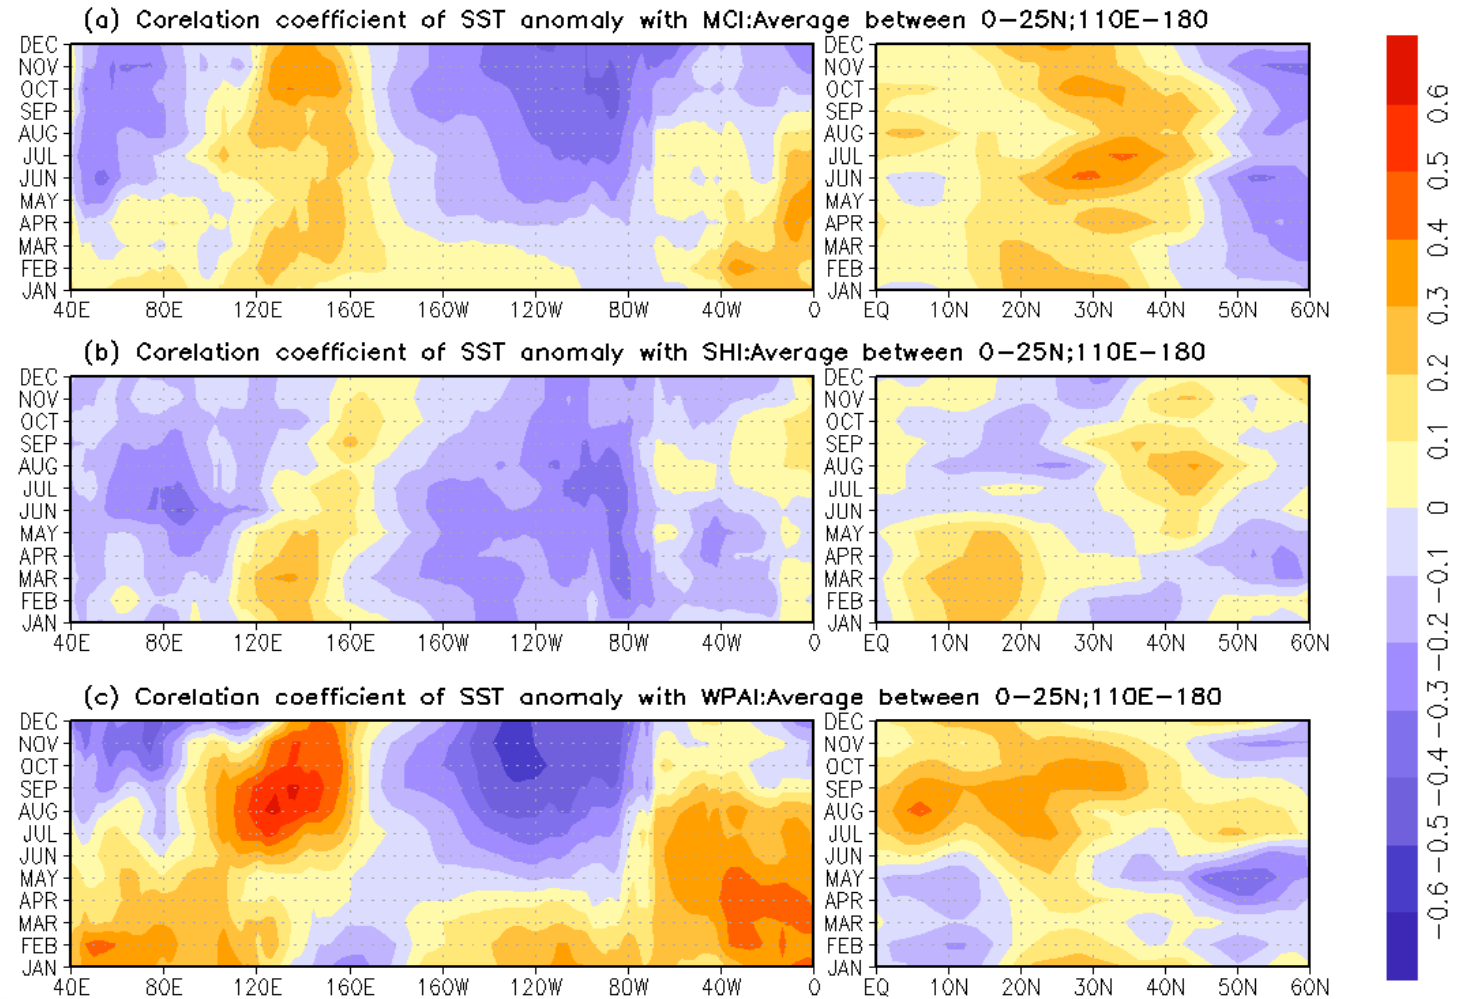 (a) Corelation coefficient of SST anomaly with MCI:Average between 0-25N;110E-180
DEC
NOV
OCT
SEP
AUG
JUL
JUN
MAY
APR
MAR
FEB
JAN
40E 80E 120E 160E 160W 120W 80W 40W 0
DEC
NOV
OCT
SEP
AUG
JUL
JUN
MAY
APR
MAR
FEB
JAN
EQ 10N 20N 30N 40N 50N 60N
(b) Corelation coefficient of SST anomaly with SHI:Average between 0-25N;110E-180
DEC
NOV
OCT
SEP
AUG
JUL
JUN
MAY
APR
MAR
FEB
JAN
40E 80E 120E 160E 160W 120W 80W 40W 0
DEC
NOV
OCT
SEP
AUG
JUL
JUN
MAY
APR
MAR
FEB
JAN
EQ 10N 20N 30N 40N 50N 60N
(c) Corelation coefficient of SST anomaly with WPAI:Average between 0-25N;110E-180
DEC
NOV
OCT
SEP
AUG
JUL
JUN
MAY
APR
MAR
FEB
JAN
40E 80E 120E 160E 160W 120W 80W 40W 0
DEC
NOV
OCT
SEP
AUG
JUL
JUN
MAY
APR
MAR
FEB
JAN
EQ 10N 20N 30N 40N 50N 60N
0.6
0.5
0.4
0.3
0.2
0.1
0
-0.1
-0.2
-0.3
-0.4
-0.5
-0.6